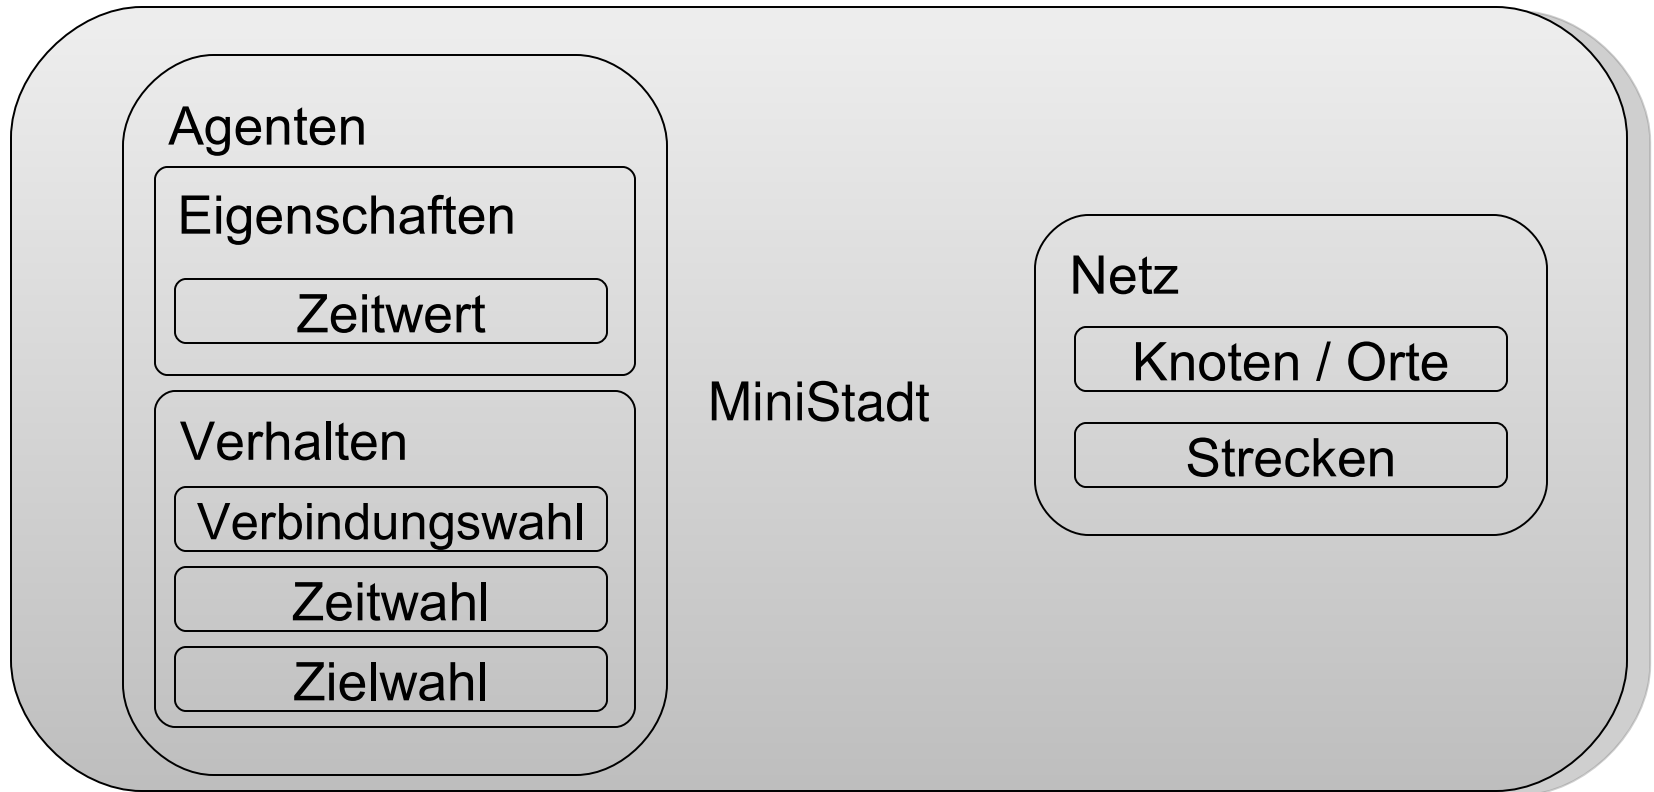 Agenten
Eigenschaften
Zeitwert
Verhalten
Verbindungswahl
Zeitwahl
Zielwahl
MiniStadt
Netz
Knoten / Orte
Strecken